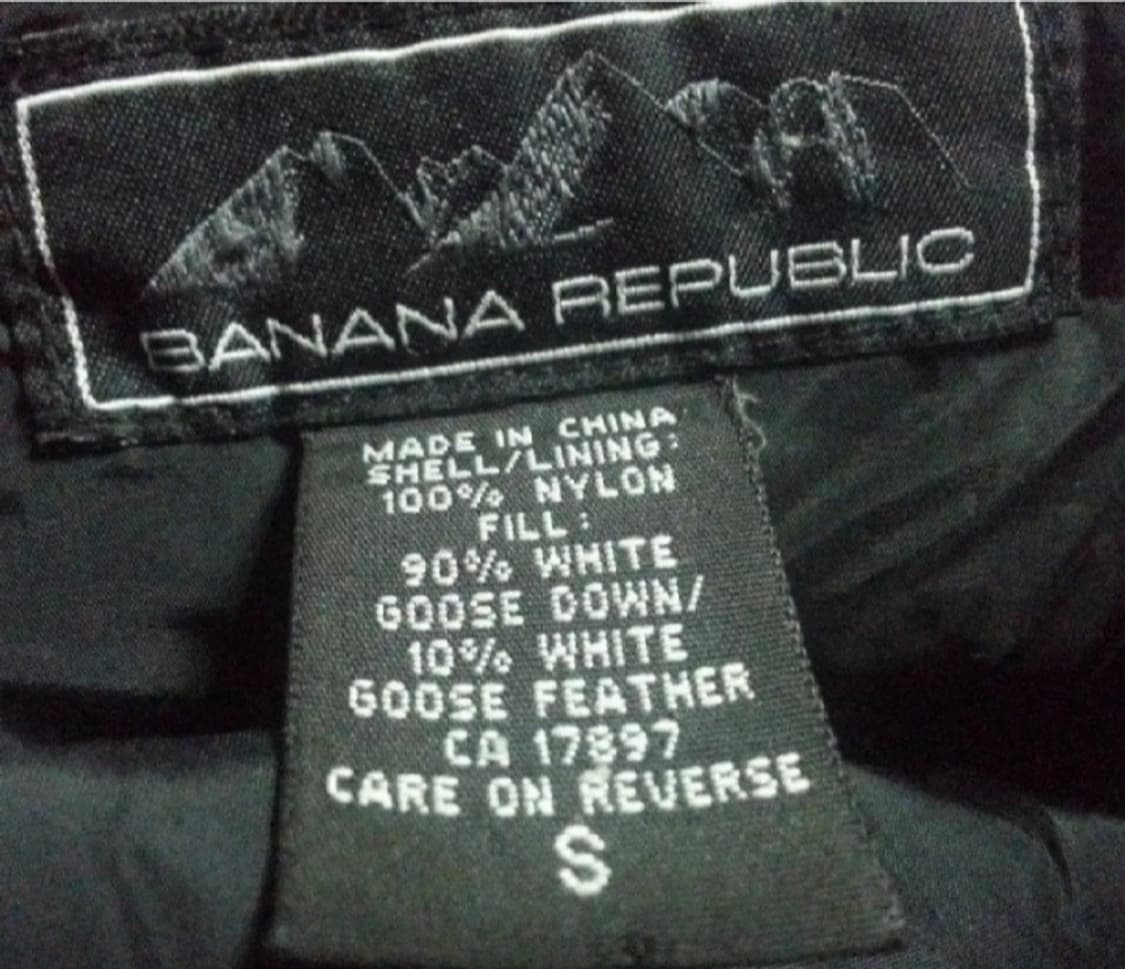 BANANA REPUBLIC
MADE IN CHINA
SHELL/LINING:
100% NYLON
FILL:
90% WHITE
GOOSE DOWN/
10% WHITE
GOOSE FEATHER
CA 17897
CARE ON REVERSE
S